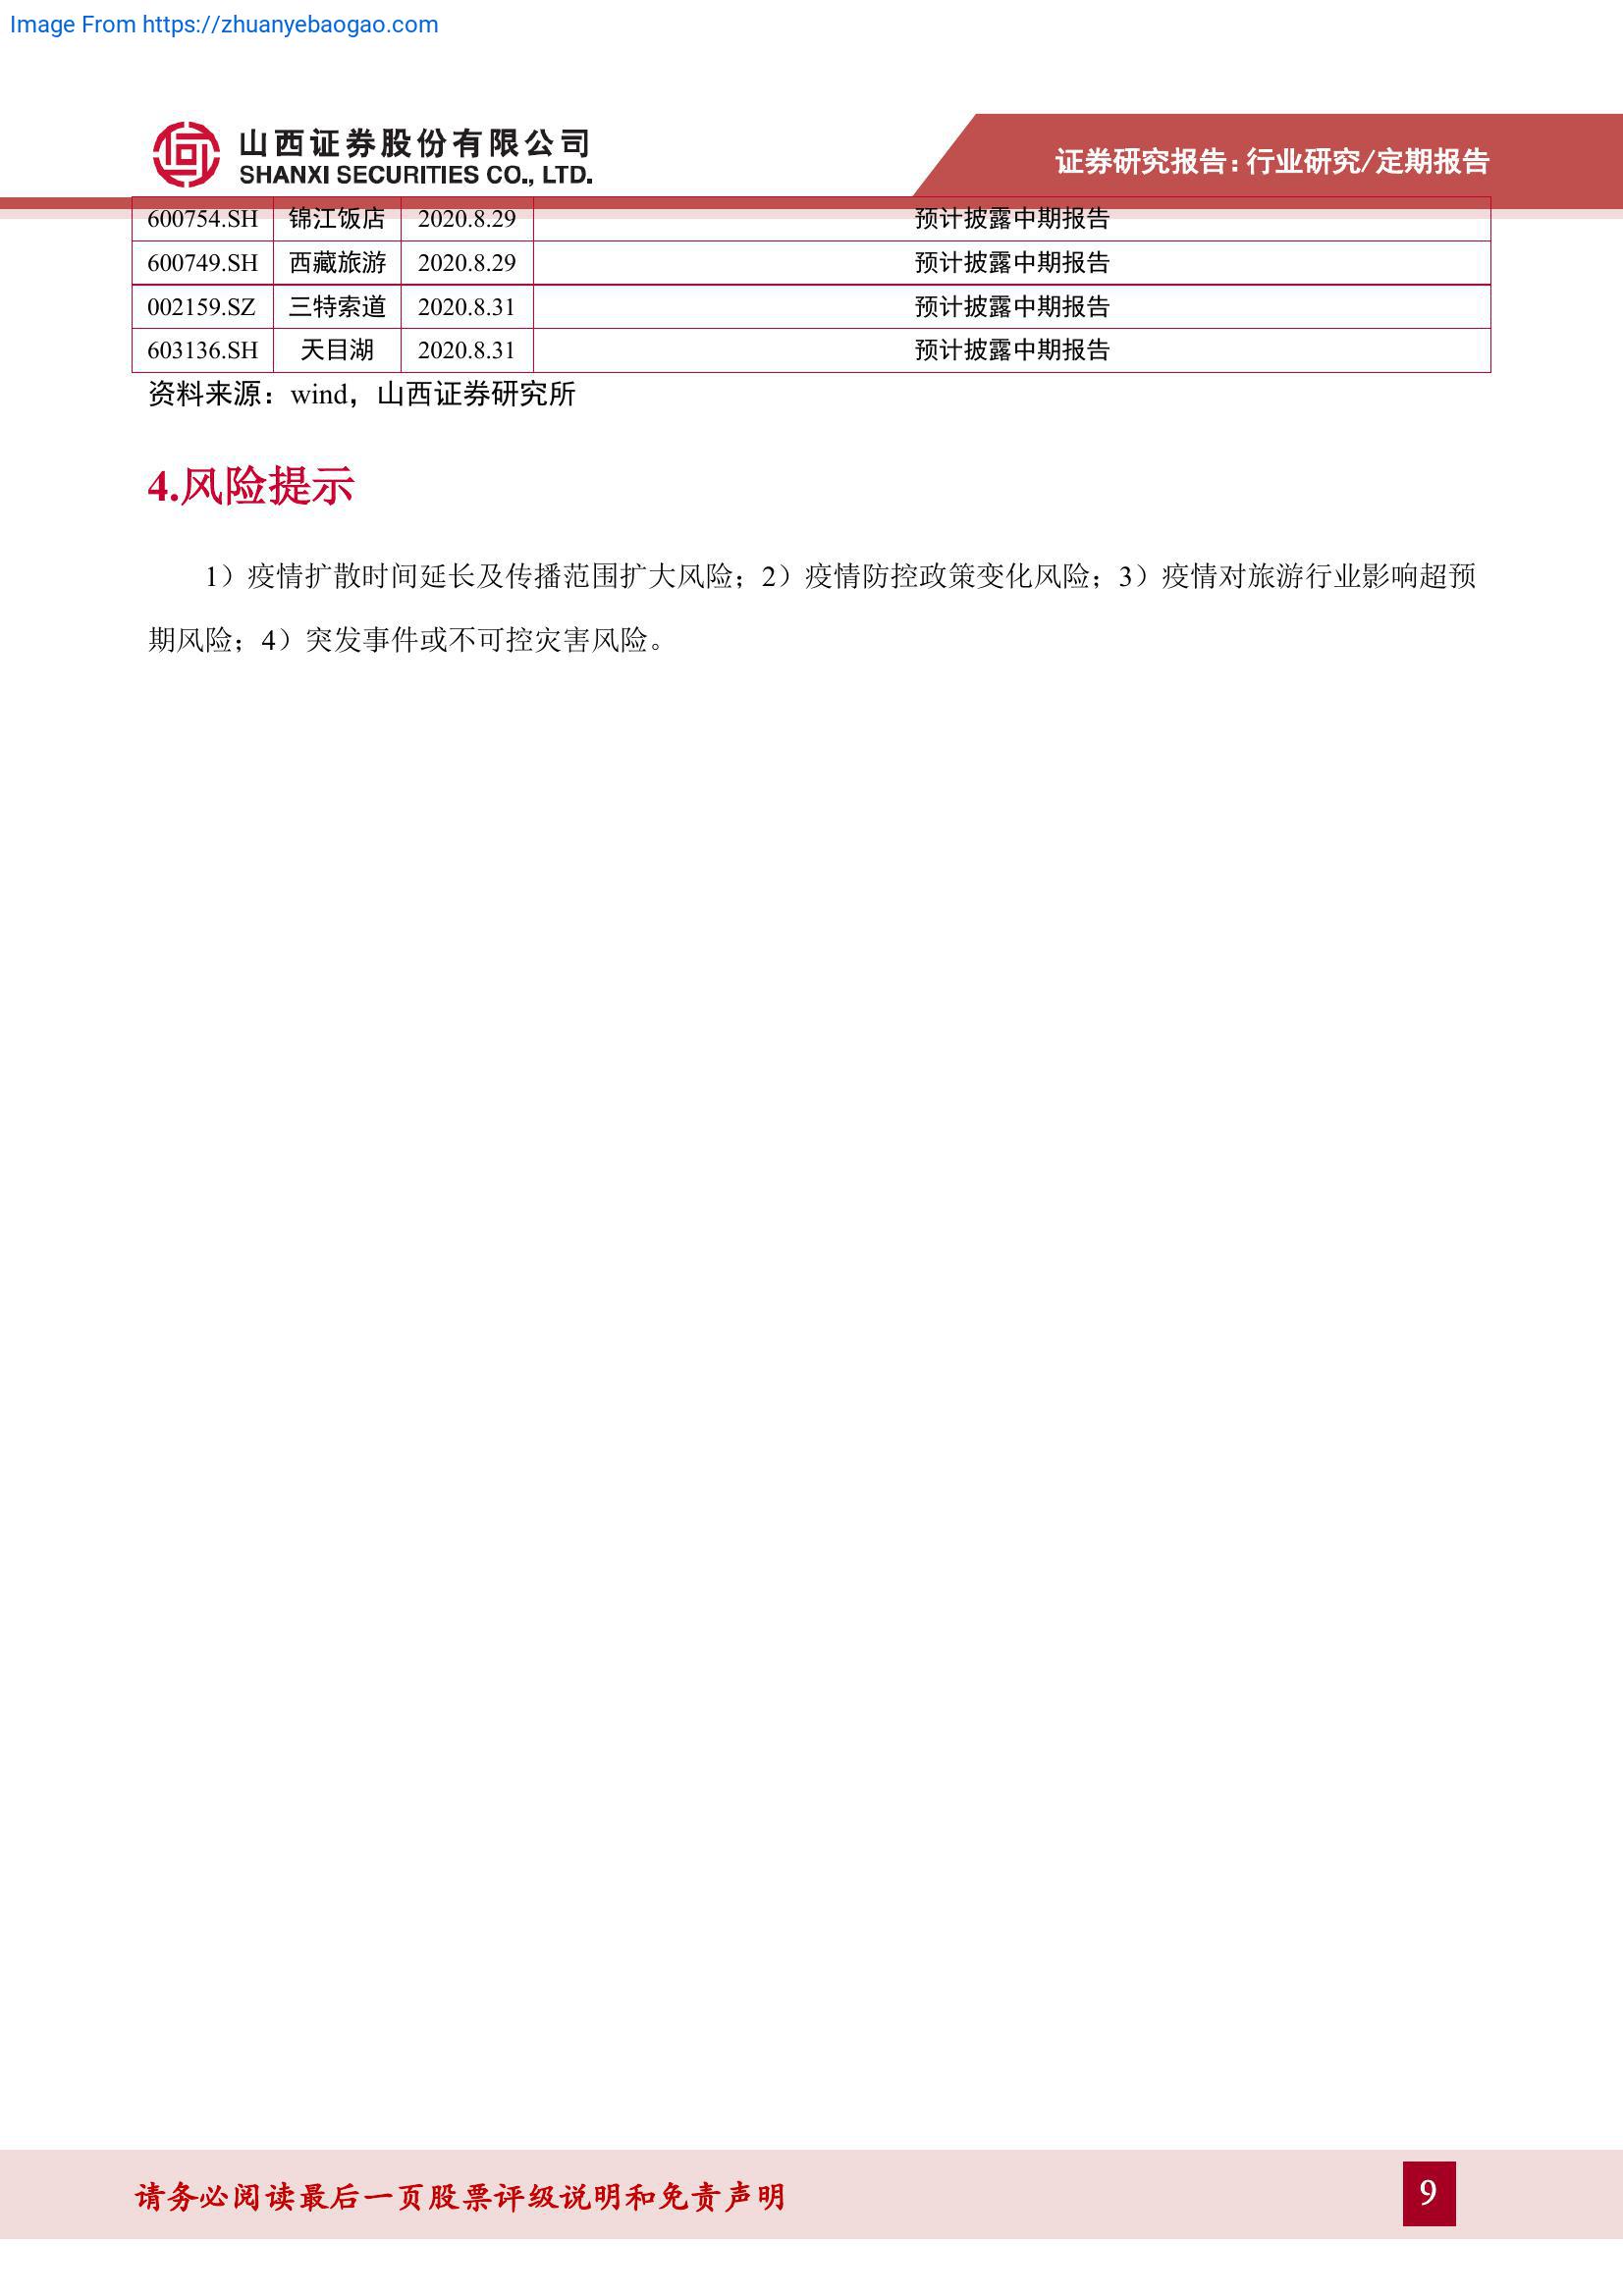 Image From https://zhuanyebaogao.com
山西证券股份有限公司
SHANXI SECURITIES CO., LTD.
证券研究报告：行业研究/定期报告
600754.SH 锦江饭店 2020.8.29 预计披露中期报告
600749.SH 西藏旅游 2020.8.29 预计披露中期报告
002159.SZ 三特索道 2020.8.31 预计披露中期报告
603136.SH 天目湖 2020.8.31 预计披露中期报告
资料来源：wind，山西证券研究所
4.风险提示
1）疫情扩散时间延长及传播范围扩大风险；2）疫情防控政策变化风险；3）疫情对旅游行业影响超预
期风险；4）突发事件或不可控灾害风险。
请务必阅读最后一页股票评级说明和免责声明
9